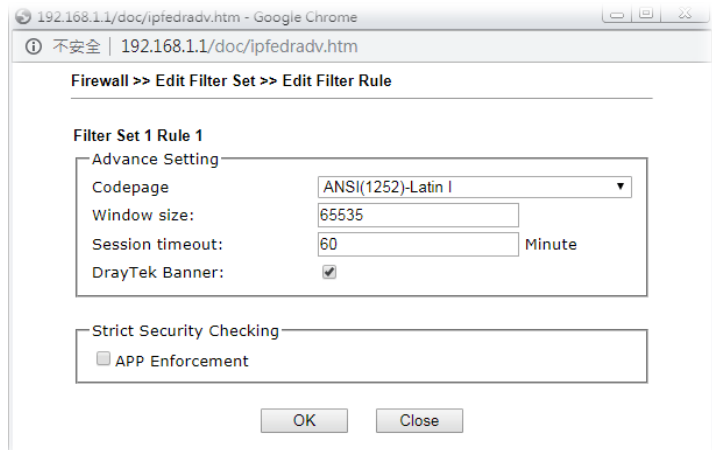 192.168.1.1/doc/ipfedradv.htm - Google Chrome
不安全 | 192.168.1.1/doc/ipfedradv.htm
Firewall >> Edit Filter Set >> Edit Filter Rule
Filter Set 1 Rule 1
Advance Setting
Codepage ANSI(1252)-Latin I
Window size: 65535
Session timeout: 60 Minute
DrayTek Banner:
Strict Security Checking
APP Enforcement
OK Close